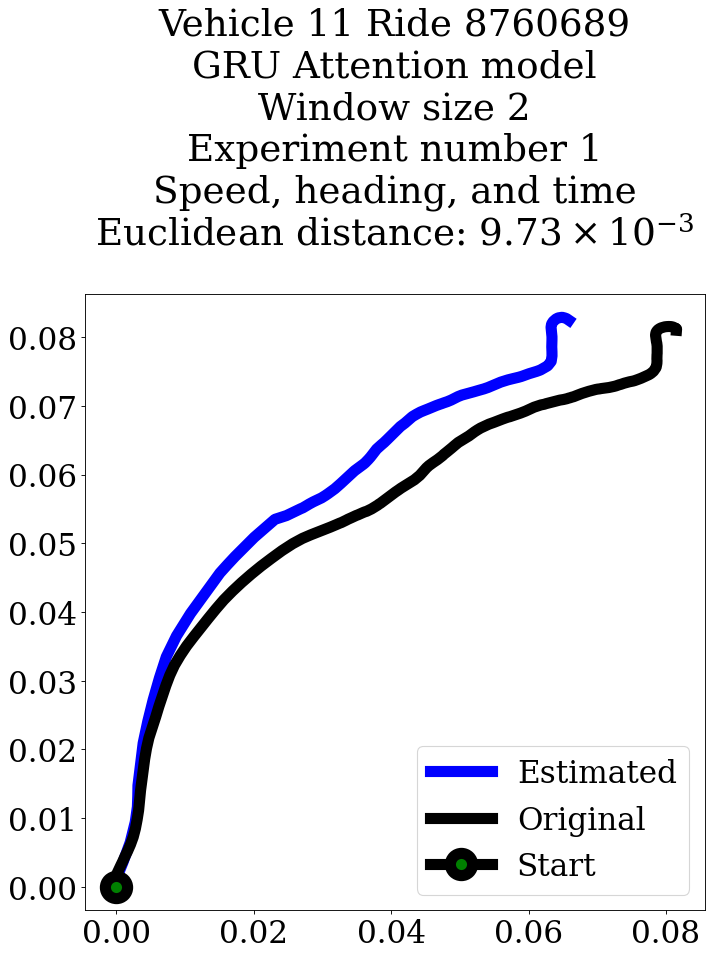 Vehicle 11 Ride 8760689
GRU Attention model
Window size 2
Experiment number 1
Speed, heading, and time
Euclidean distance: 9.73 × 10⁻³
0.08
0.07
0.06
0.05
0.04
0.03
0.02
0.01
0.00
Estimated
Original
Start
0.00 0.02 0.04 0.06 0.08